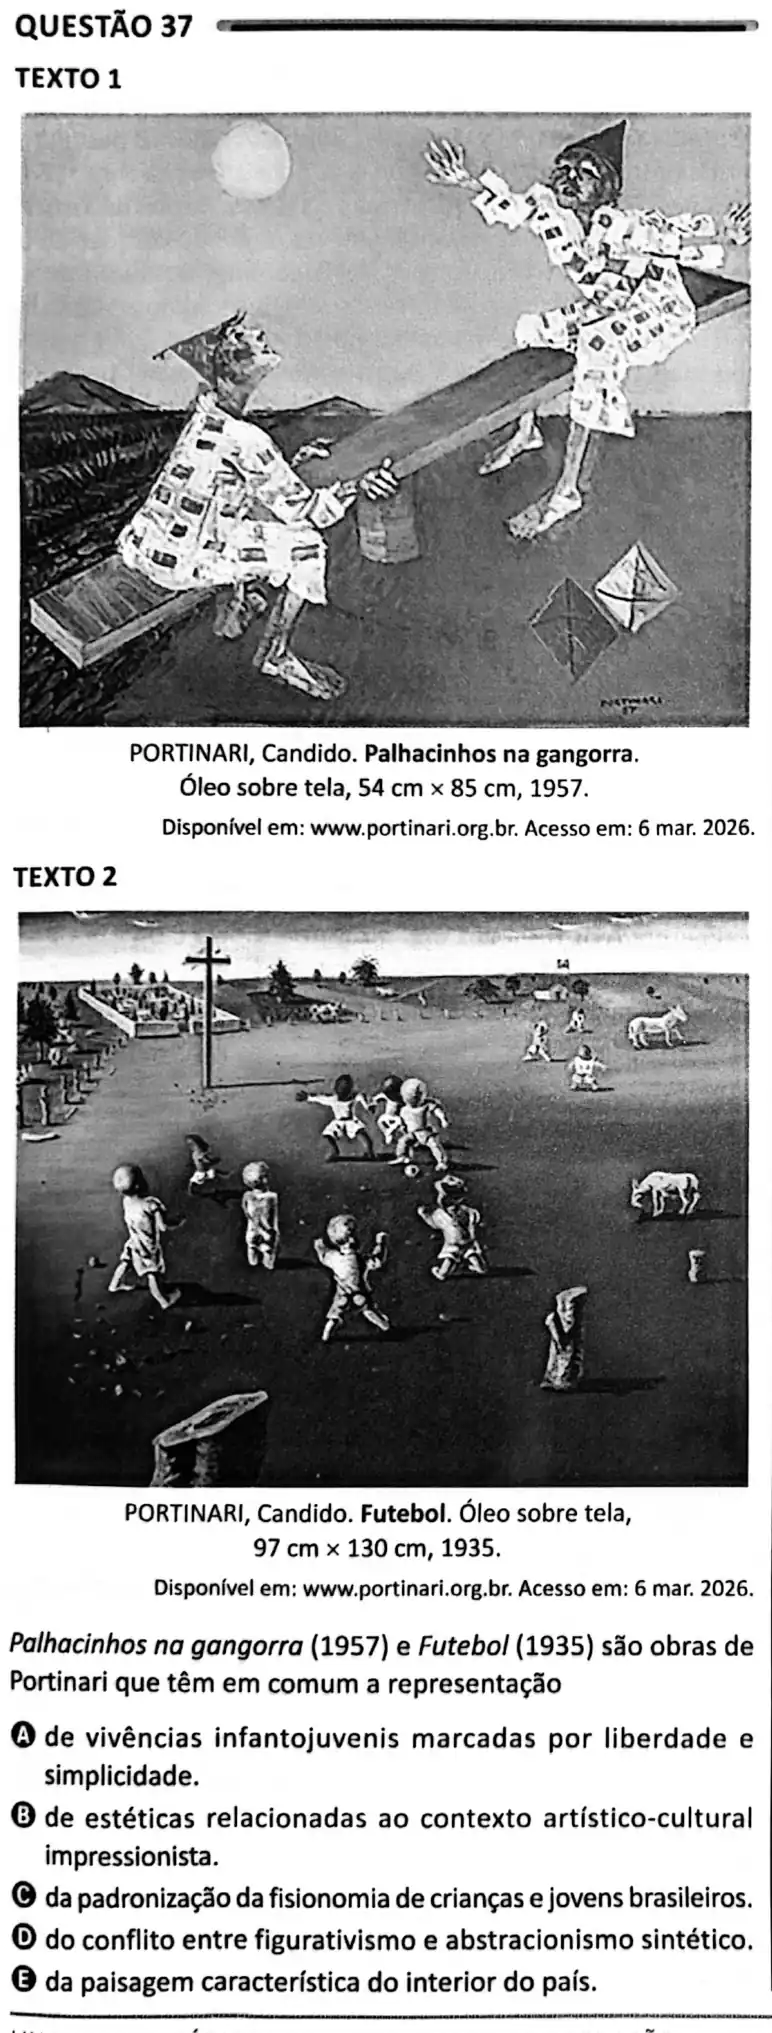 QUESTÃO 37
TEXTO 1
PORTINARI
57
PORTINARI, Candido. Palhacinhos na gangorra.
Óleo sobre tela, 54 cm × 85 cm, 1957.
Disponível em: www.portinari.org.br. Acesso em: 6 mar. 2026.
TEXTO 2
PORTINARI, Candido. Futebol. Óleo sobre tela,
97 cm × 130 cm, 1935.
Disponível em: www.portinari.org.br. Acesso em: 6 mar. 2026.
Palhacinhos na gangorra (1957) e Futebol (1935) são obras de
Portinari que têm em comum a representação
A de vivências infantojuvenis marcadas por liberdade e
simplicidade.
B de estéticas relacionadas ao contexto artístico-cultural
impressionista.
C da padronização da fisionomia de crianças e jovens brasileiros.
D do conflito entre figurativismo e abstracionismo sintético.
E da paisagem característica do interior do país.